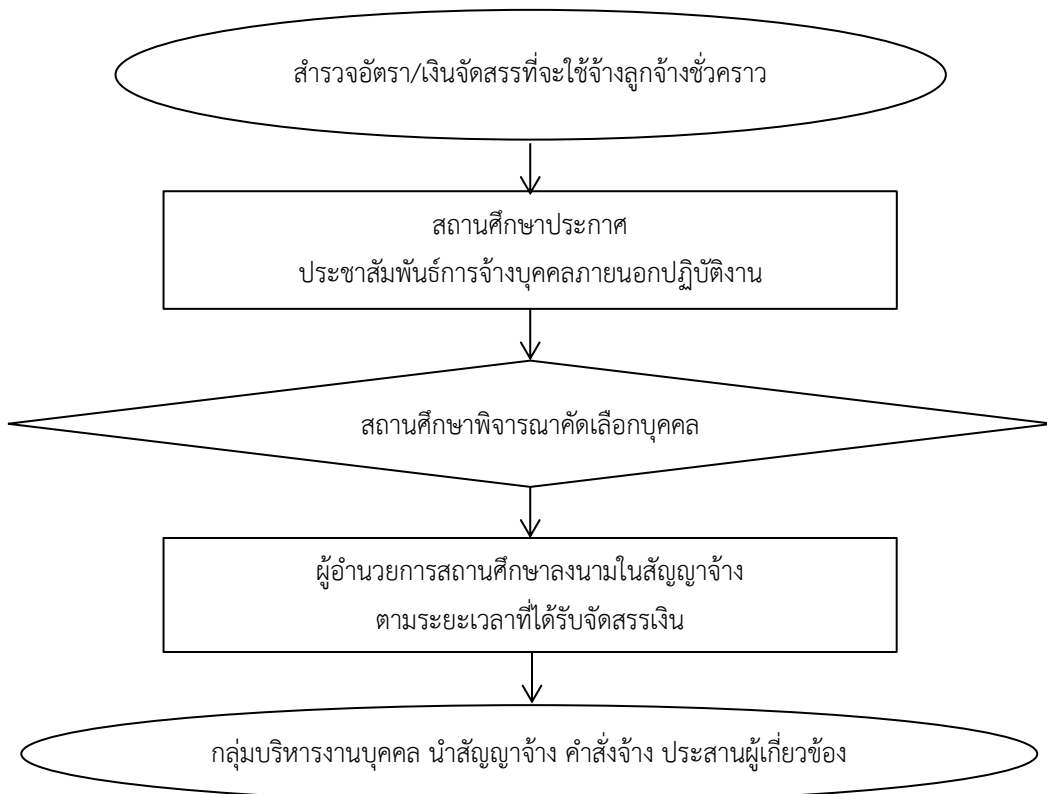 สำรวจอัตรา/เงินจัดสรรที่จะใช้จ้างลูกจ้างชั่วคราว
สถานศึกษาประกาศ
ประชาสัมพันธ์การจ้างบุคคลภายนอกปฏิบัติงาน
สถานศึกษาพิจารณาคัดเลือกบุคคล
ผู้อำนวยการสถานศึกษาลงนามในสัญญาจ้าง
ตามระยะเวลาที่ได้รับจัดสรรเงิน
กลุ่มบริหารงานบุคคล นำสัญญาจ้าง คำสั่งจ้าง ประสานผู้เกี่ยวข้อง